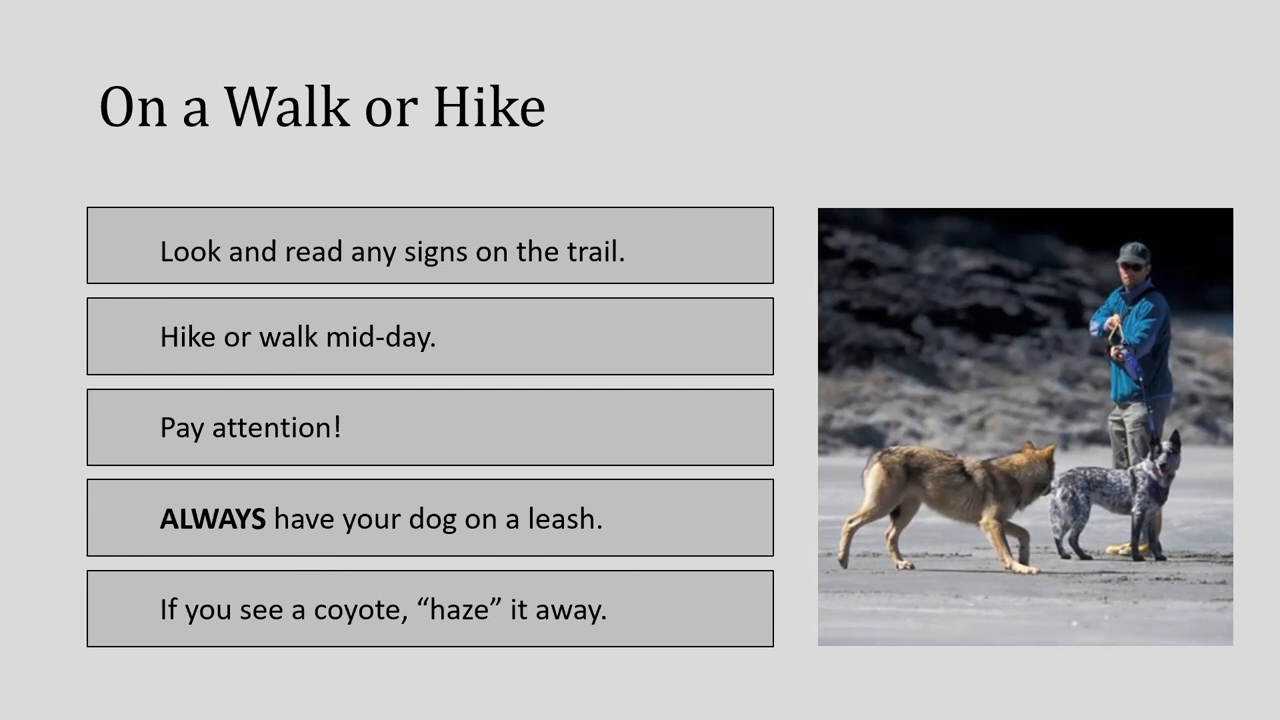 On a Walk or Hike
Look and read any signs on the trail.
Hike or walk mid-day.
Pay attention!
ALWAYS have your dog on a leash.
If you see a coyote, “haze” it away.